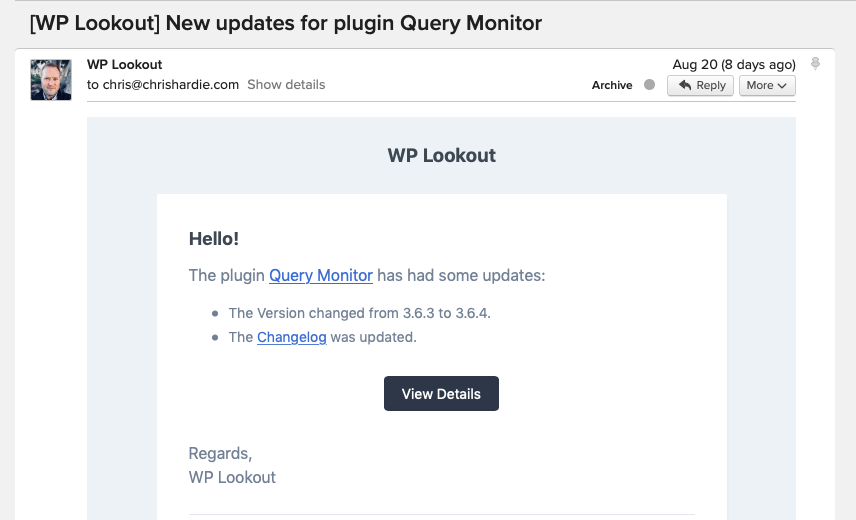 [WP Lookout] New updates for plugin Query Monitor
WP Lookout
Aug 20 (8 days ago)
to chris@chrishardie.com Show details
Archive
Reply
More
WP Lookout
Hello!
The plugin Query Monitor has had some updates:
The Version changed from 3.6.3 to 3.6.4.
The Changelog was updated.
View Details
Regards,
WP Lookout